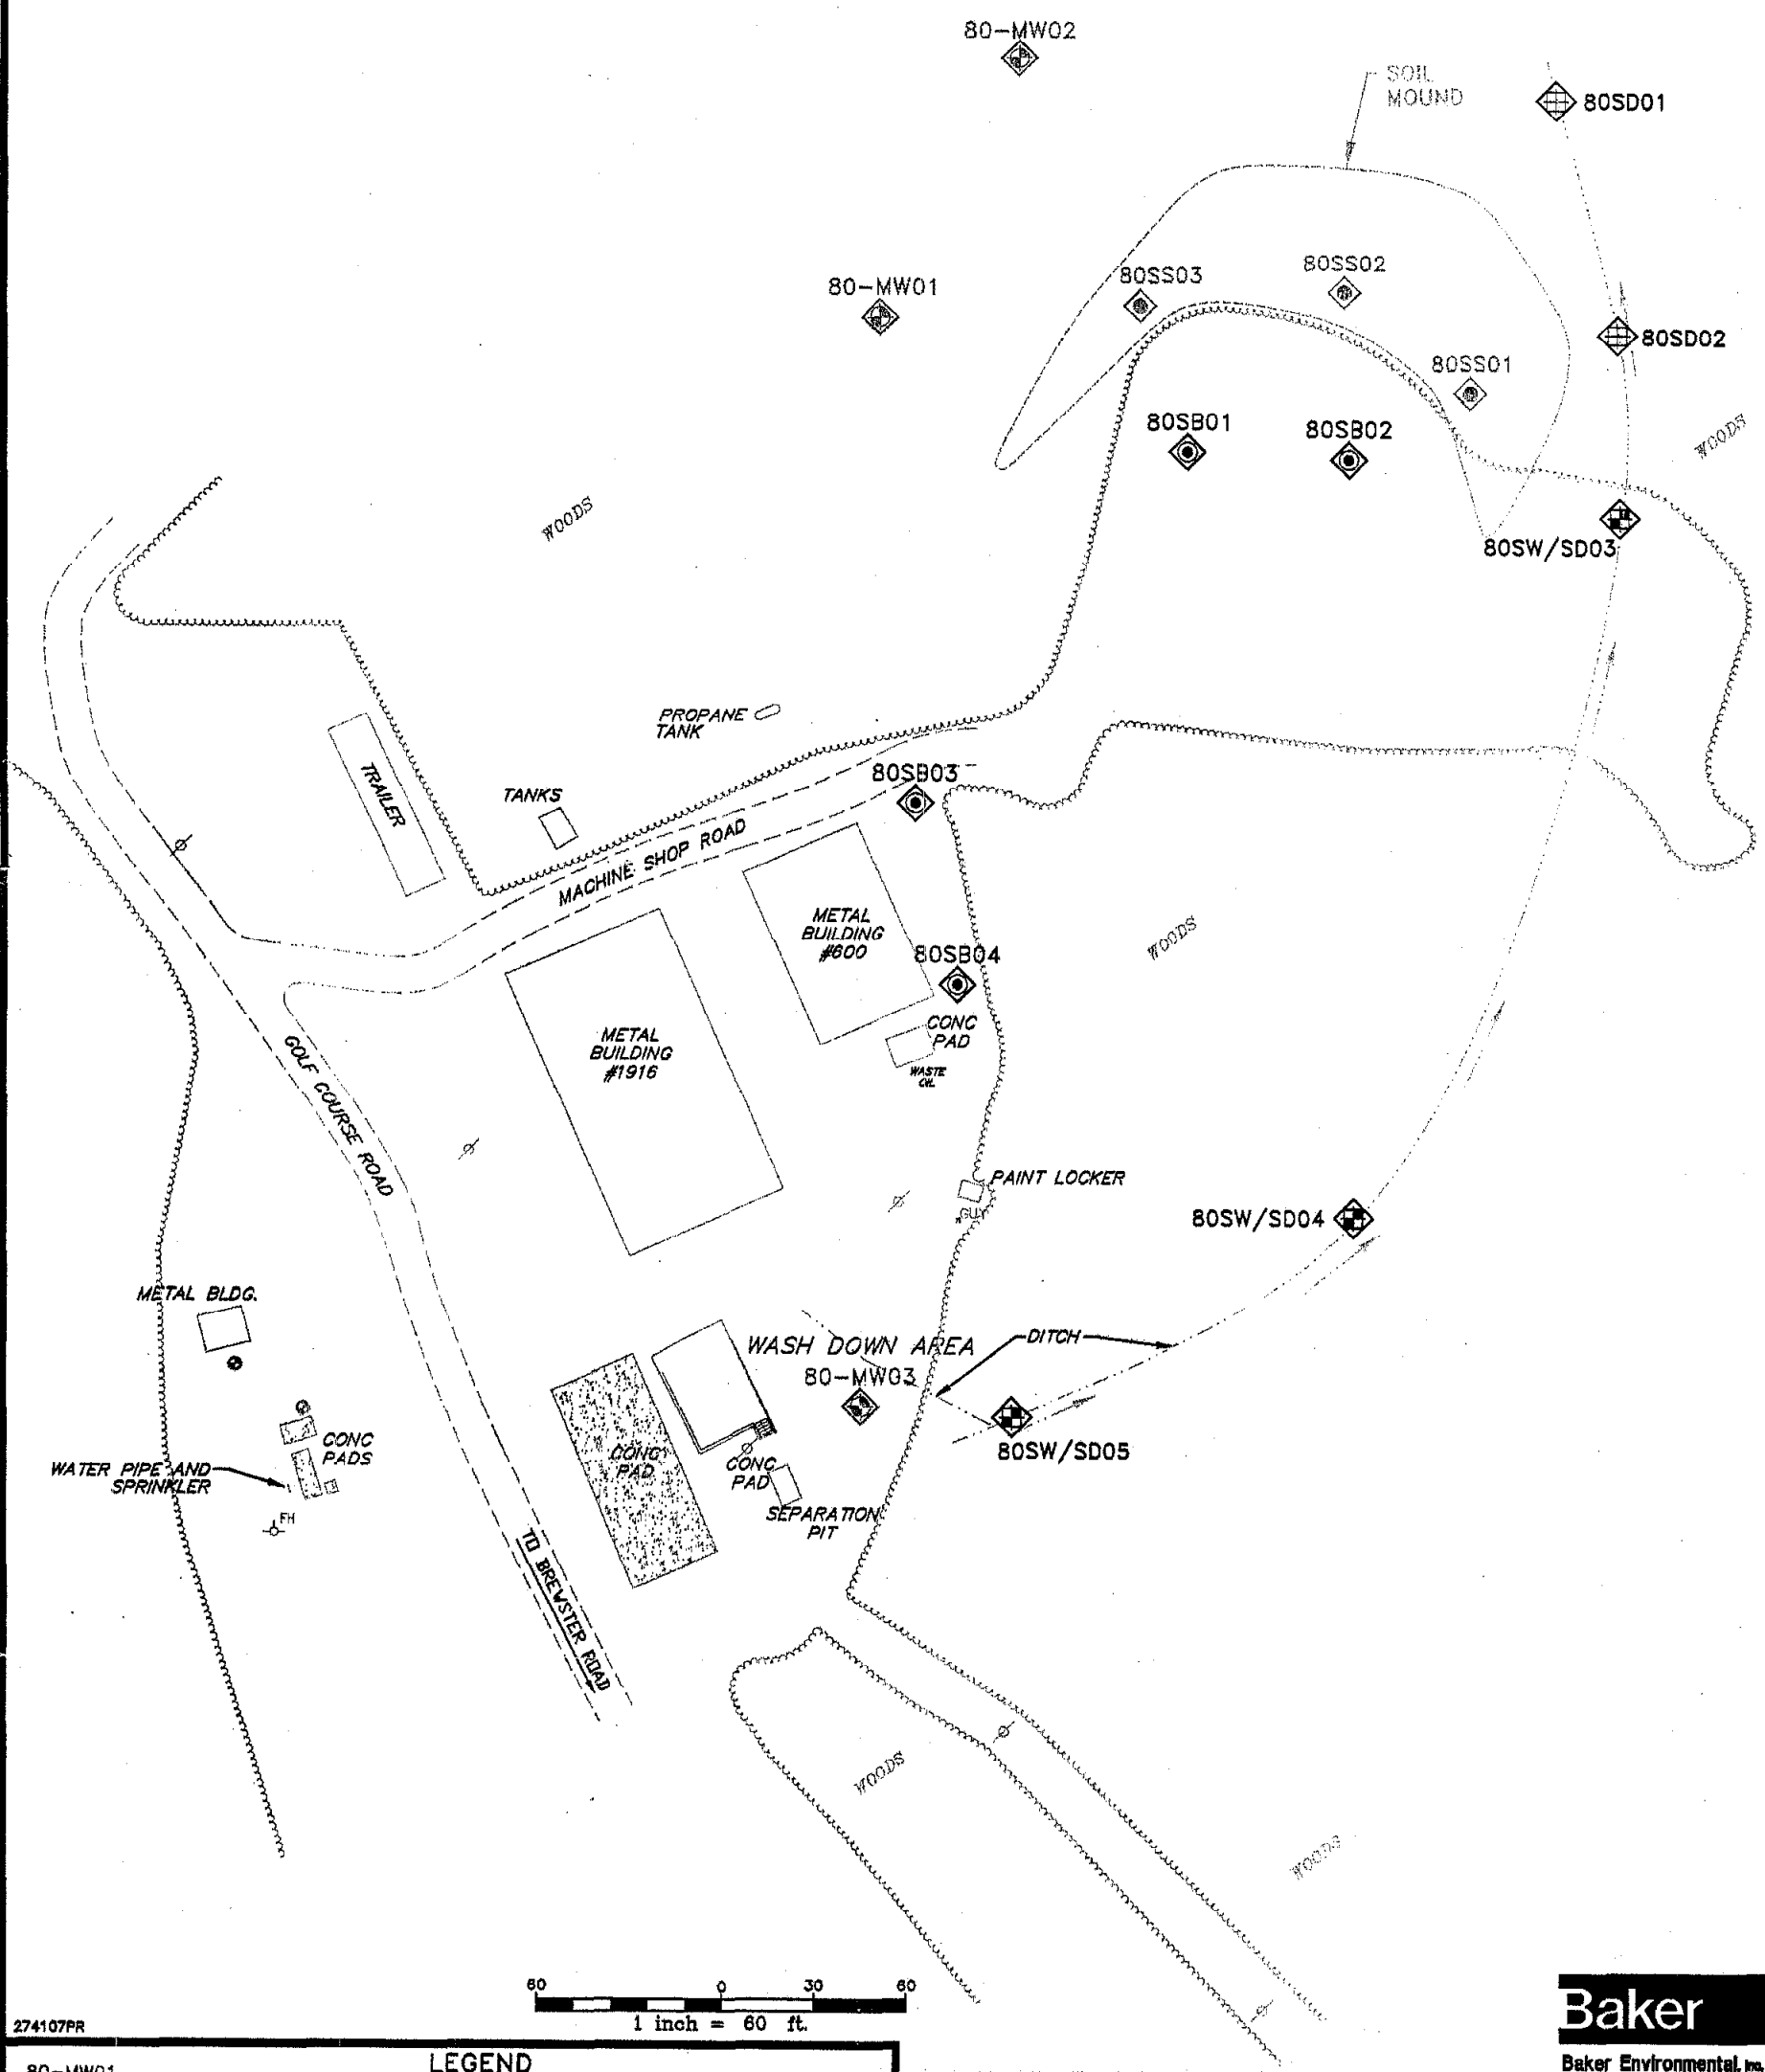 80-MW02
SOIL
MOUND
80SD01
80-MW01
80SS03
80SS02
80SD02
80SS01
80SB01
80SB02
WOODS
WOODS
80SW/SD03
PROPANE
TANK
TRAILER
TANKS
80SB03
MACHINE SHOP ROAD
METAL
BUILDING
#600
WOODS
80SB04
METAL
BUILDING
#1916
CONC
PAD
WASTE
OIL
GOLF COURSE ROAD
PAINT LOCKER
GUY
80SW/SD04
METAL BLDG.
WASH DOWN AREA
DITCH
80-MW03
CONC
PADS
CONC
PAD
CONC
PAD
80SW/SD05
WATER PIPE AND
SPRINKLER
FH
SEPARATION
PIT
TO BREWSTER ROAD
WOODS
WOODS
60 0 30 60
1 inch = 60 ft.
274107PR
Baker
Baker Environmental, Inc.
LEGEND
80-MW01